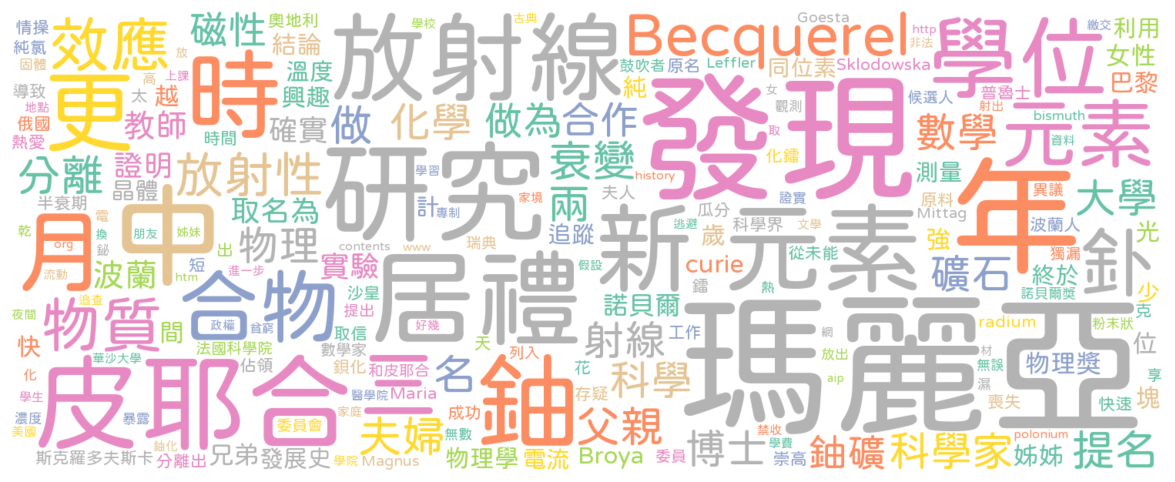 情操
純氯
固體
效應
上課
放
磁性
奧地利
結論
學校
放射線
古典
Becquerel
Goesta
http
非法
學位
繳交
利用
女性
導致
地點
俄國
熱愛
更
太
高
越
教師
時
溫度
興趣
時間
確實
做
化學
做為
合作
鼓吹者
原名
Leffler
純
同位素
Sklodowska
女
觀測
取
化鐳
發現
普魯士
候選人
射出
數學
巴黎
bismuth
資料
元素
分離
證明
晶體
半衰期
放射性
取名為
研究
學習
計
專制
衰變
兩
追蹤
history
家境
夫人
瓜分
逃避
科學界
證實
文學
測量
原料
Mittag
年
異議
波蘭人
大學
光
乾
電
換
鉍
org
流動
月
中
朋友
姊妹
出
物理
contents
www
瑞典
新元素
歲
從未能
強
獨漏
釙
波蘭
htm
短
進一步
實驗
沙皇
提出
居禮
假設
諾貝爾
curie
鐳
熱
礦石
終於
諾貝爾獎
少
克
追查
夜間
物質
間
合物
政權
貧窮
取信
好幾
天
射線
工作
網
radium
粉末狀
位
快
化
學生
華沙大學
法國科學院
佔領
數學家
鋇化
和皮耶合
列入
花
放出
aip
瑪麗亞
材
無誤
濕
物理獎
享
塊
濃度
美國
暴露
皮耶合
委員會
家庭
醫學院
三
Maria
名
成功
鈾
存疑
科學
喪失
快速
斯克羅多夫斯卡
鈾化
分離出
兄弟
發展史
學院
無數
夫婦
Magnus
物理學
電流
禁收
學費
父親
Broya
委員
博士
崇高
鈾礦
科學家
polonium
姊姊
提名